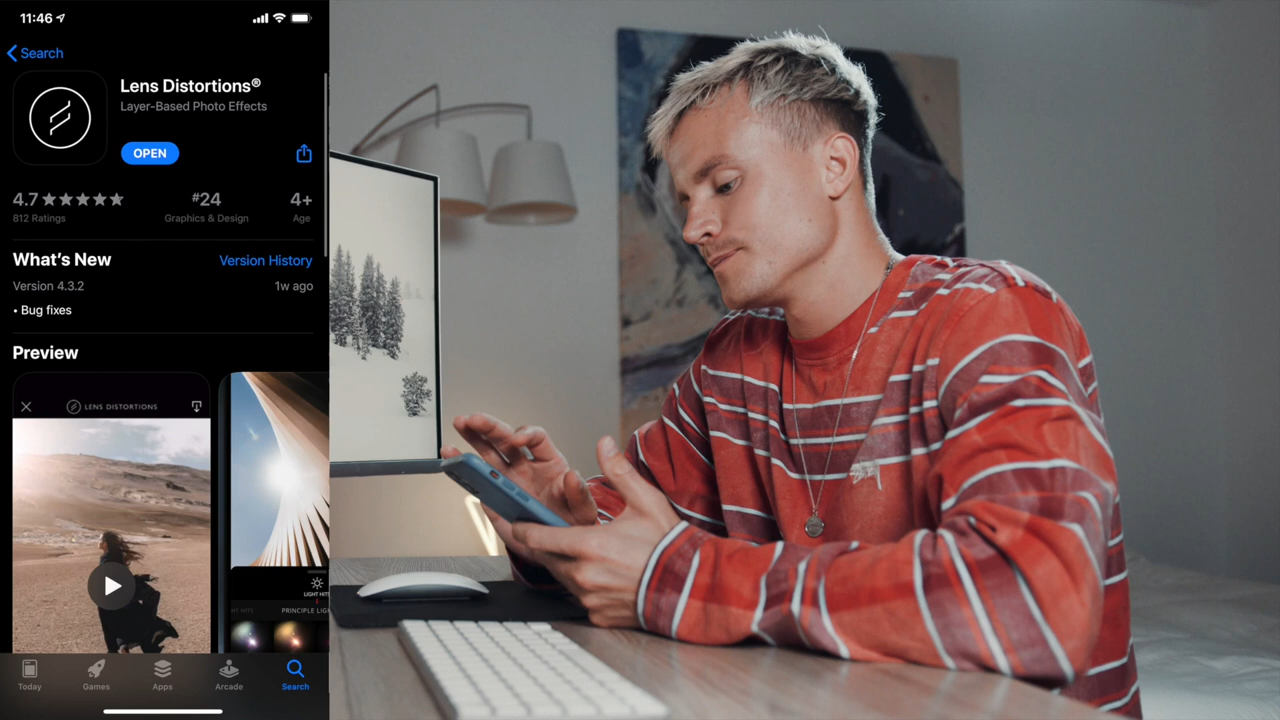 11:46
Search
Lens Distortions®
Layer-Based Photo Effects
OPEN
4.7
#24
4+
812 Ratings
Graphics & Design
Age
What's New
Version History
Version 4.3.2
1w ago
• Bug fixes
Preview
LENS DISTORTIONS
LIGHT HITS
HT HITS
PRINCIPLE LIG
Today
Games
Apps
Arcade
Search